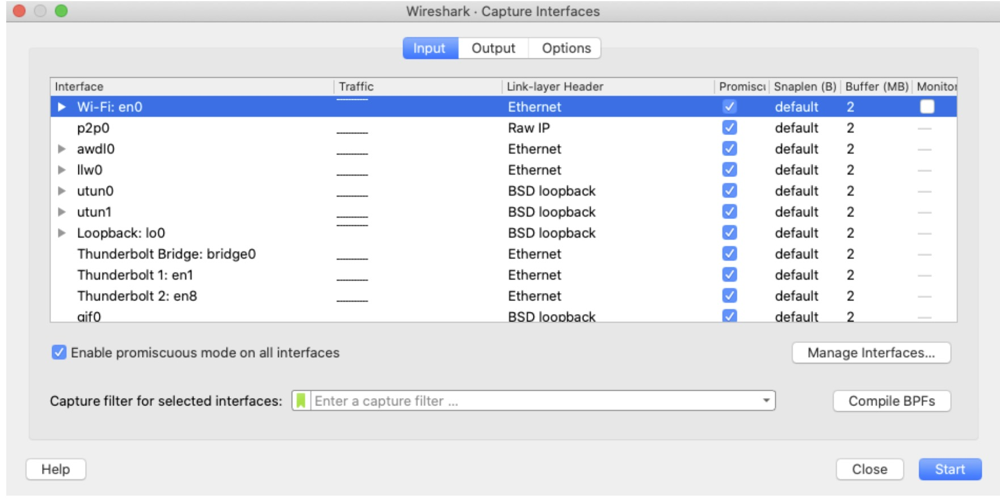 Wireshark · Capture Interfaces
Input Output Options
Interface Traffic Link-layer Header Promiscu Snaplen (B) Buffer (MB) Monitor
Wi-Fi: en0 Ethernet default 2
p2p0 Raw IP default 2 —
awdl0 Ethernet default 2 —
llw0 Ethernet default 2 —
utun0 BSD loopback default 2 —
utun1 BSD loopback default 2 —
Loopback: lo0 BSD loopback default 2 —
Thunderbolt Bridge: bridge0 Ethernet default 2 —
Thunderbolt 1: en1 Ethernet default 2 —
Thunderbolt 2: en8 Ethernet default 2 —
gif0 BSD loopback default 2 —
Enable promiscuous mode on all interfaces Manage Interfaces...
Capture filter for selected interfaces: Enter a capture filter ... Compile BPFs
Help Close Start